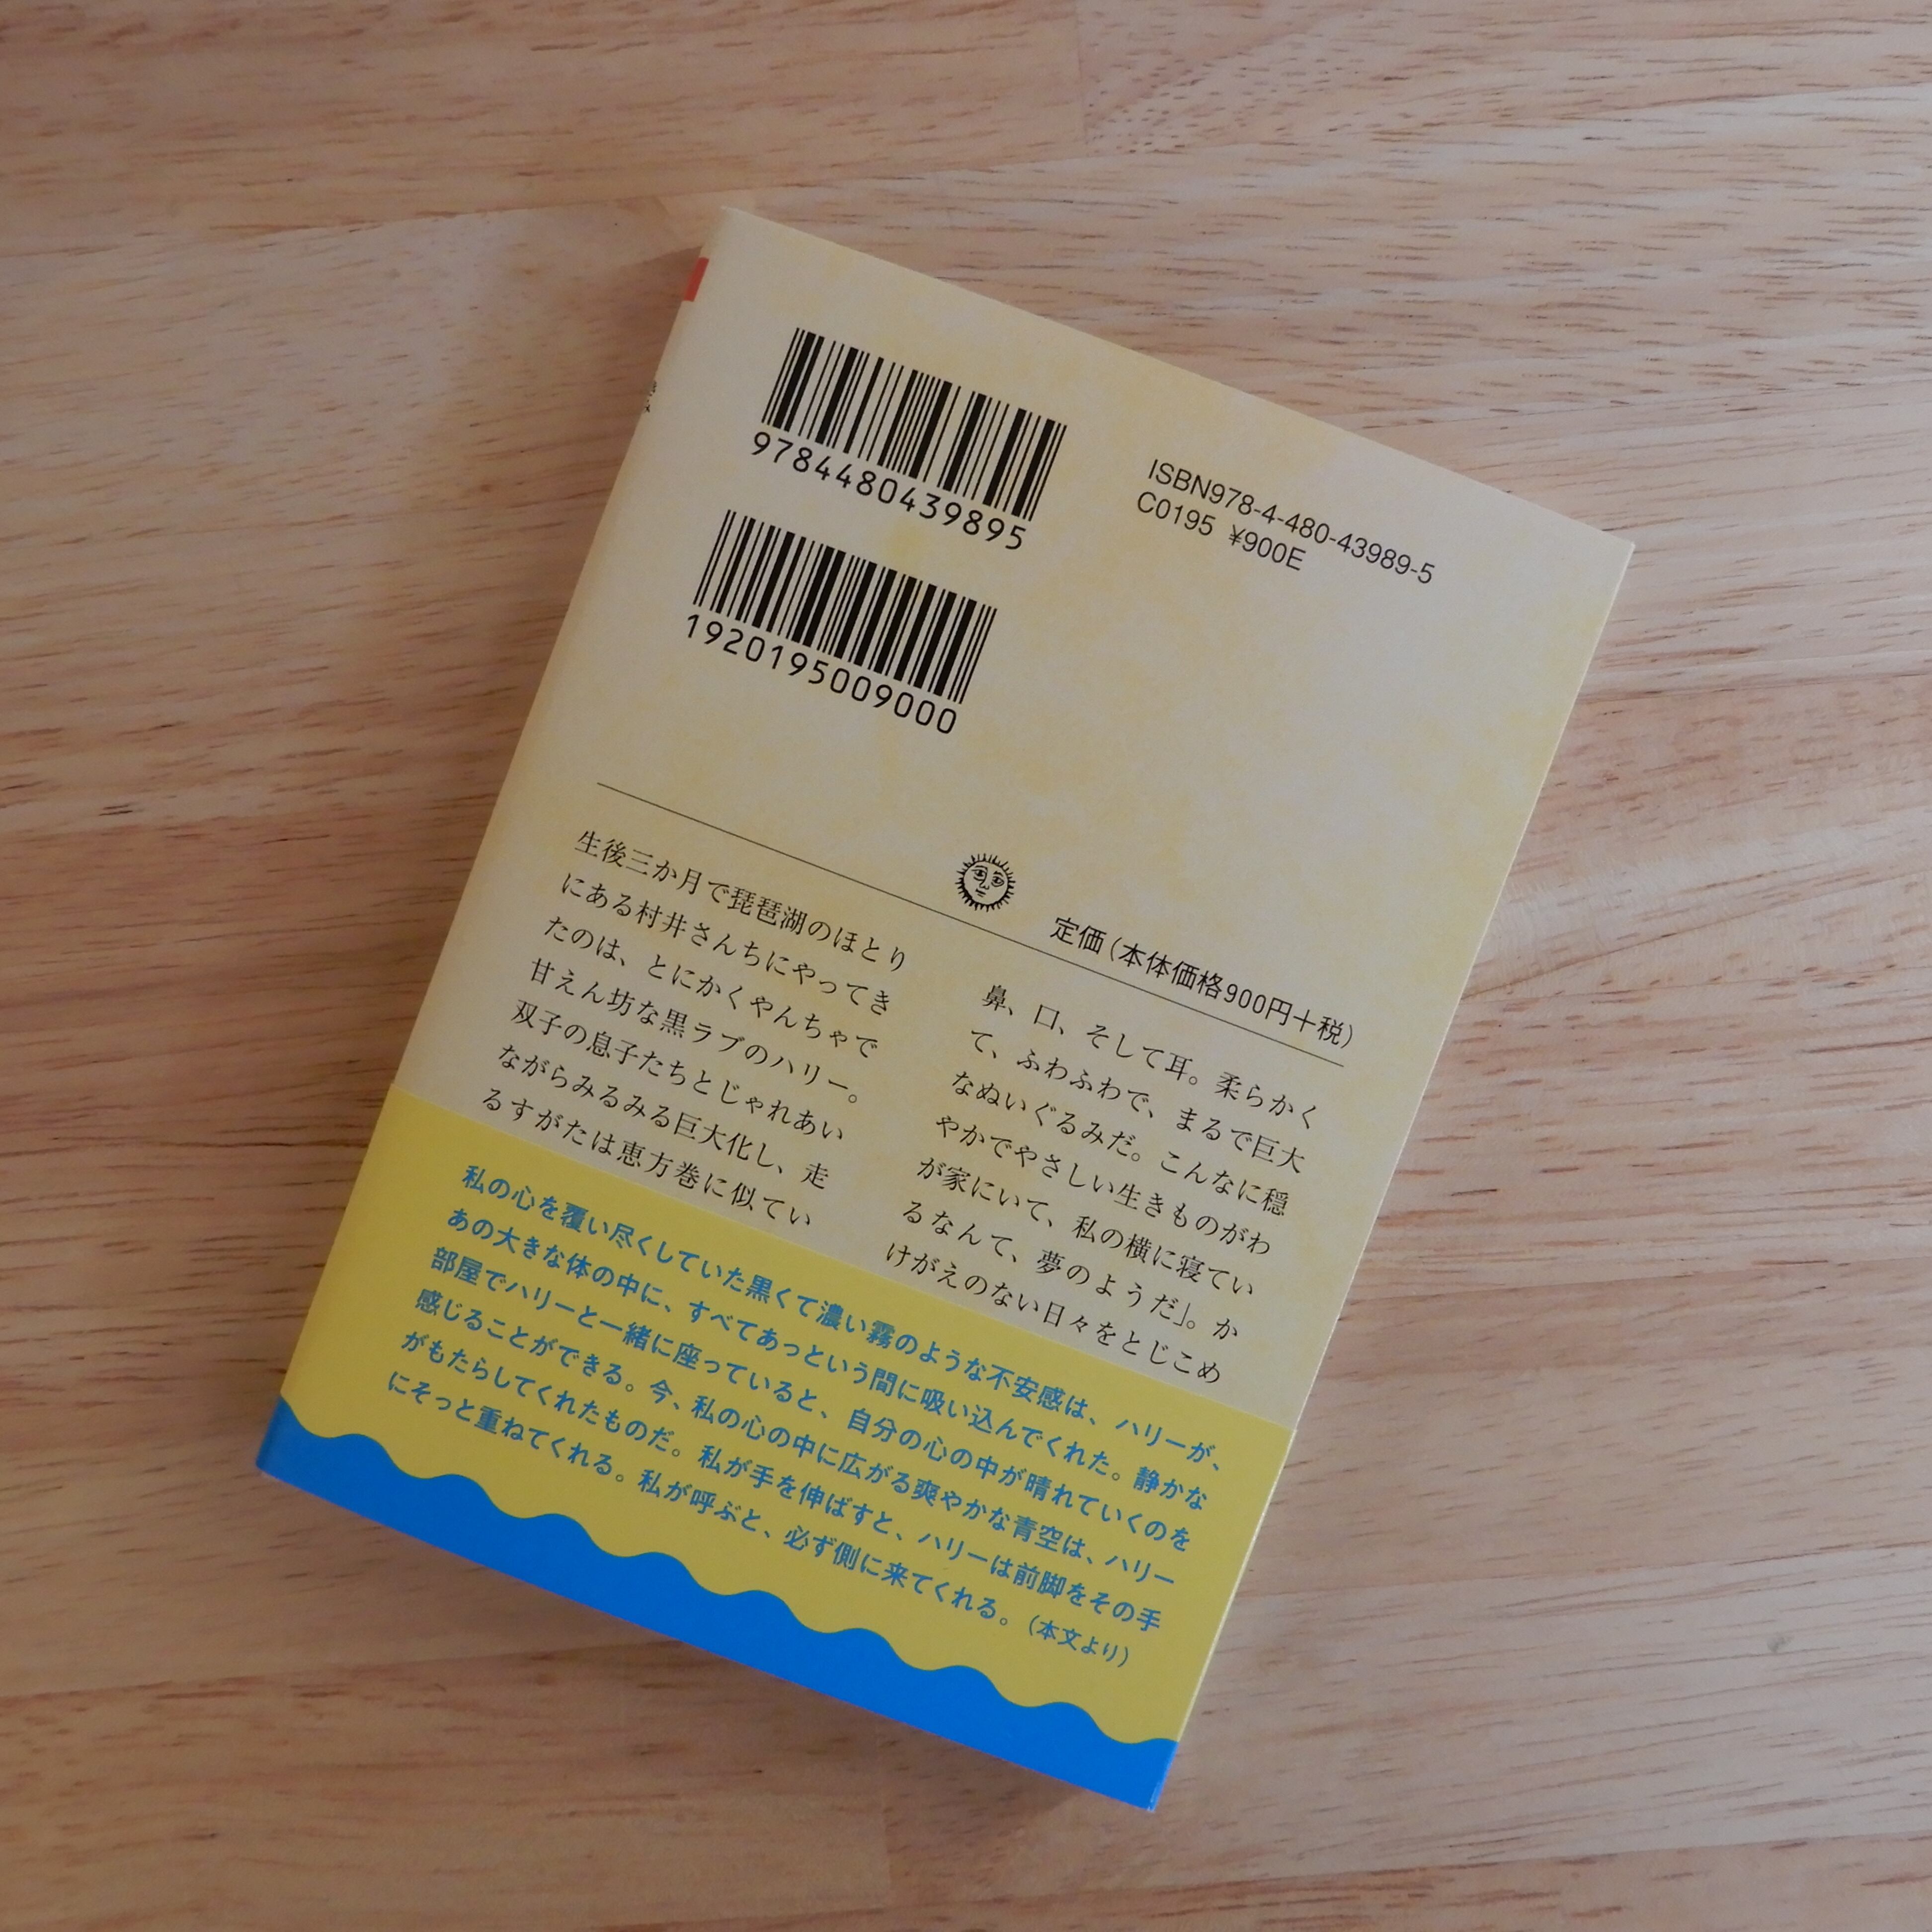 9784480439895
1920195009000
ISBN978-4-480-43989-5
C0195 ¥900E
定価(本体価格900円+税)
生後三か月で琵琶湖のほとり
にある村井さんちにやってき
たのは、とにかくやんちゃで
甘えん坊な黒ラブのハリー。
双子の息子たちとじゃれあい
ながらみるみる巨大化し、走
るすがたは恵方巻に似てい
鼻、口、そして耳。柔らかく
て、ふわふわで、まるで巨大
なぬいぐるみだ。こんなに穏
やかでやさしい生きものがわ
が家にいて、私の横に寝てい
るなんて、夢のようだ」。か
けがえのない日々をとじこめ
私の心を覆い尽くしていた黒くて濃い霧のような不安感は、ハリーが、
あの大きな体の中に、すべてあっという間に吸い込んでくれた。静かな
部屋でハリーと一緒に座っていると、自分の心の中が晴れていくのを
感じることができる。今、私の心の中に広がる爽やかな青空は、ハリー
がもたらしてくれたものだ。私が手を伸ばすと、ハリーは前脚をその手
にそっと重ねてくれる。私が呼ぶと、必ず側に来てくれる。(本文より)